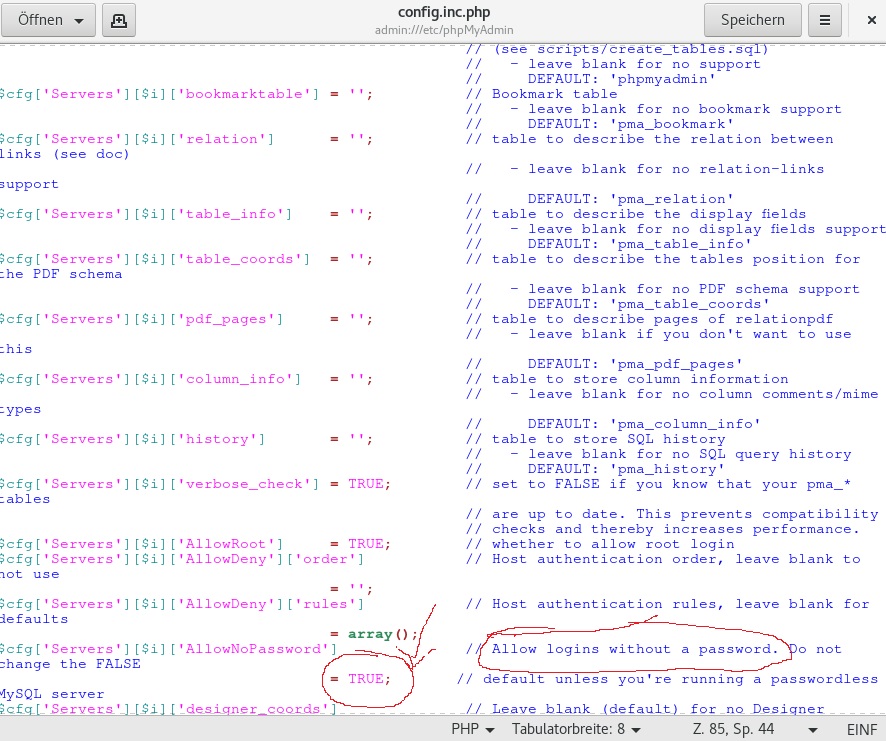 Öffnen
config.inc.php
admin:///etc/phpMyAdmin
Speichern
// (see scripts/create_tables.sql)
// - leave blank for no support
// DEFAULT: 'phpmyadmin'
$cfg['Servers'][$i]['bookmarktable'] = ''; // Bookmark table
// - leave blank for no bookmark support
// DEFAULT: 'pma_bookmark'
$cfg['Servers'][$i]['relation'] = ''; // table to describe the relation between
links (see doc)
// - leave blank for no relation-links
support
// DEFAULT: 'pma_relation'
$cfg['Servers'][$i]['table_info'] = ''; // table to describe the display fields
// - leave blank for no display fields support
// DEFAULT: 'pma_table_info'
$cfg['Servers'][$i]['table_coords'] = ''; // table to describe the tables position for
the PDF schema
// - leave blank for no PDF schema support
// DEFAULT: 'pma_table_coords'
$cfg['Servers'][$i]['pdf_pages'] = ''; // table to describe pages of relationpdf
// - leave blank if you don't want to use
this
// DEFAULT: 'pma_pdf_pages'
$cfg['Servers'][$i]['column_info'] = ''; // table to store column information
// - leave blank for no column comments/mime
types
// DEFAULT: 'pma_column_info'
$cfg['Servers'][$i]['history'] = ''; // table to store SQL history
// - leave blank for no SQL query history
// DEFAULT: 'pma_history'
$cfg['Servers'][$i]['verbose_check'] = TRUE; // set to FALSE if you know that your pma_*
tables
// are up to date. This prevents compatibility
// checks and thereby increases performance.
$cfg['Servers'][$i]['AllowRoot'] = TRUE; // whether to allow root login
$cfg['Servers'][$i]['AllowDeny']['order'] // Host authentication order, leave blank to
not use
= '';
$cfg['Servers'][$i]['AllowDeny']['rules'] // Host authentication rules, leave blank for
defaults
= array();
$cfg['Servers'][$i]['AllowNoPassword'] // Allow logins without a password. Do not
change the FALSE
= TRUE; // default unless you're running a passwordless
MySQL server
$cfg['Servers'][$i]['designer_coords'] // Leave blank (default) for no Designer
PHP Tabulatorbreite: 8 Z. 85, Sp. 44 EINF